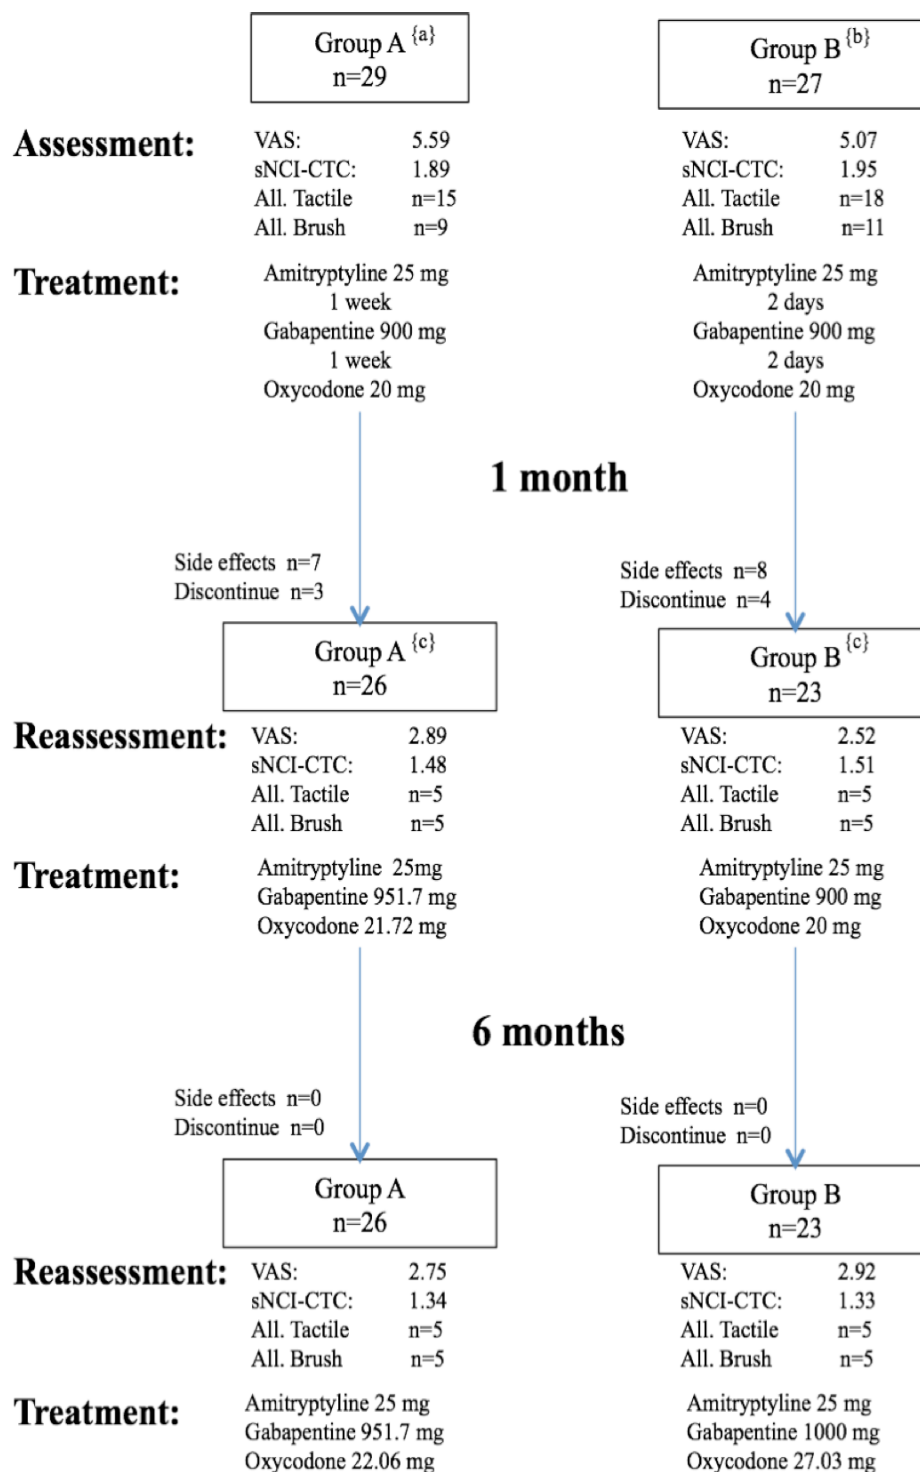 Group A {a}
n=29
Group B {b}
n=27
Assessment:
VAS: 5.59
sNCI-CTC: 1.89
All. Tactile n=15
All. Brush n=9
VAS: 5.07
sNCI-CTC: 1.95
All. Tactile n=18
All. Brush n=11
Treatment:
Amitryptyline 25 mg
1 week
Gabapentine 900 mg
1 week
Oxycodone 20 mg
Amitryptyline 25 mg
2 days
Gabapentine 900 mg
2 days
Oxycodone 20 mg
1 month
Side effects n=7
Discontinue n=3
Side effects n=8
Discontinue n=4
Group A {c}
n=26
Group B {c}
n=23
Reassessment:
VAS: 2.89
sNCI-CTC: 1.48
All. Tactile n=5
All. Brush n=5
VAS: 2.52
sNCI-CTC: 1.51
All. Tactile n=5
All. Brush n=5
Treatment:
Amitryptyline 25mg
Gabapentine 951.7 mg
Oxycodone 21.72 mg
Amitryptyline 25 mg
Gabapentine 900 mg
Oxycodone 20 mg
6 months
Side effects n=0
Discontinue n=0
Side effects n=0
Discontinue n=0
Group A
n=26
Group B
n=23
Reassessment:
VAS: 2.75
sNCI-CTC: 1.34
All. Tactile n=5
All. Brush n=5
VAS: 2.92
sNCI-CTC: 1.33
All. Tactile n=5
All. Brush n=5
Treatment:
Amitryptyline 25 mg
Gabapentine 951.7 mg
Oxycodone 22.06 mg
Amitryptyline 25 mg
Gabapentine 1000 mg
Oxycodone 27.03 mg